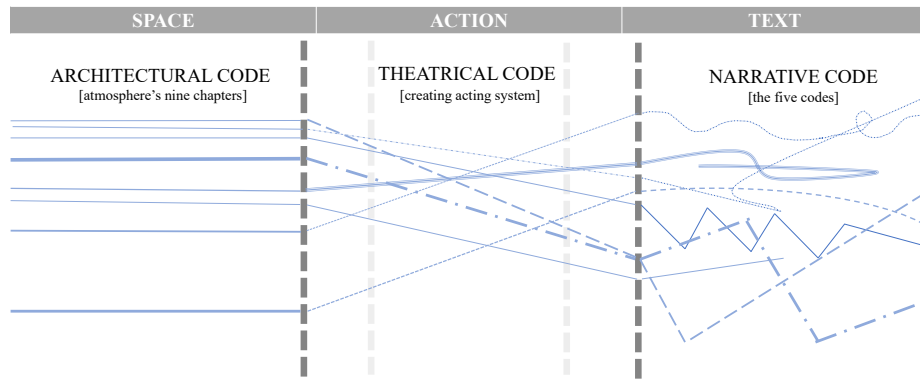 SPACE
ACTION
TEXT
ARCHITECTURAL CODE
[atmosphere's nine chapters]
THEATRICAL CODE
[creating acting system]
NARRATIVE CODE
[the five codes]